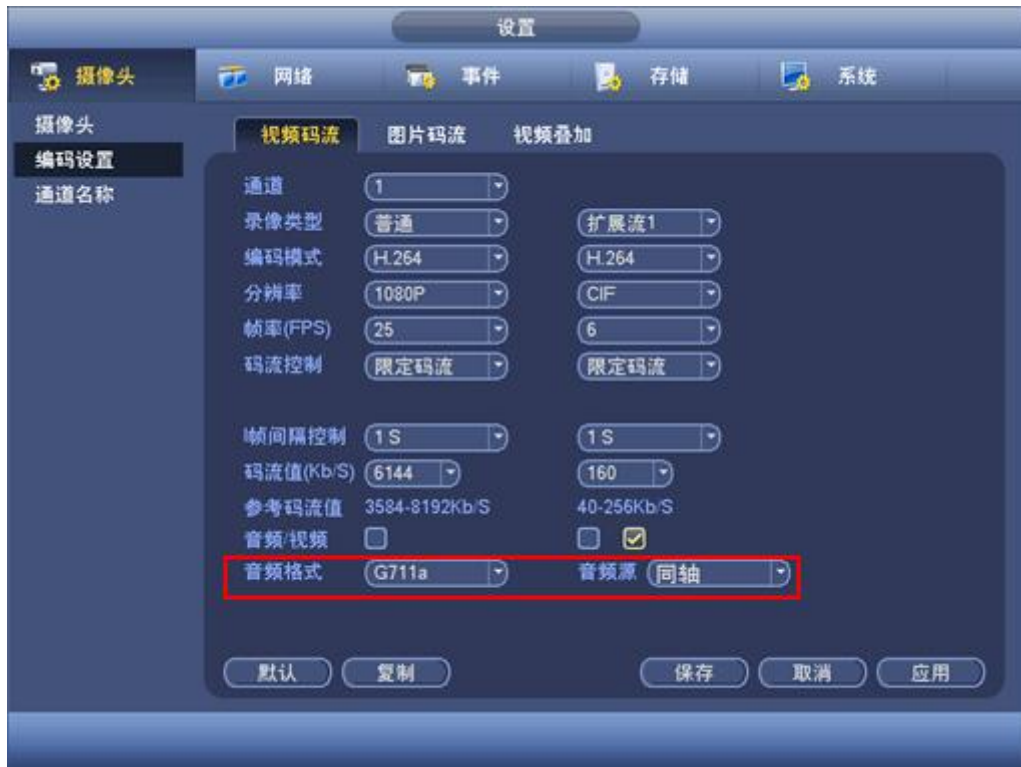 设置
摄像头 网络 事件 存储 系统
摄像头
编码设置
通道名称
视频码流 图片码流 视频叠加
通道 1
录像类型 普通 扩展流1
编码模式 H.264 H.264
分辨率 1080P CIF
帧率(FPS) 25 6
码流控制 限定码流 限定码流
I帧间隔控制 1 S 1 S
码流值(Kb/S) 6144 160
参考码流值 3584-8192Kb/S 40-256Kb/S
音频/视频
音频格式 G711a 音频源 同轴
默认 复制 保存 取消 应用